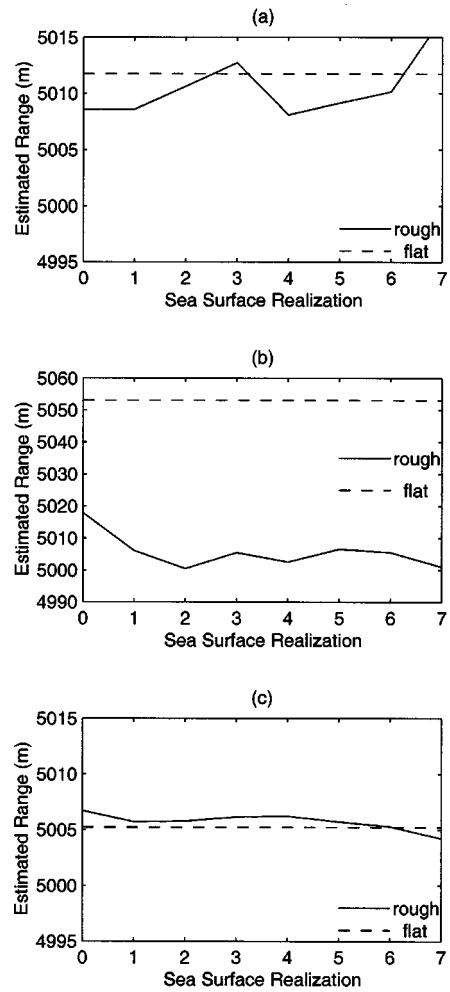 (a)
Estimated Range (m)
5015
5010
5005
5000
4995
rough
flat
0 1 2 3 4 5 6 7
Sea Surface Realization
(b)
Estimated Range (m)
5060
5050
5040
5030
5020
5010
5000
4990
rough
flat
0 1 2 3 4 5 6 7
Sea Surface Realization
(c)
Estimated Range (m)
5015
5010
5005
5000
4995
rough
flat
0 1 2 3 4 5 6 7
Sea Surface Realization